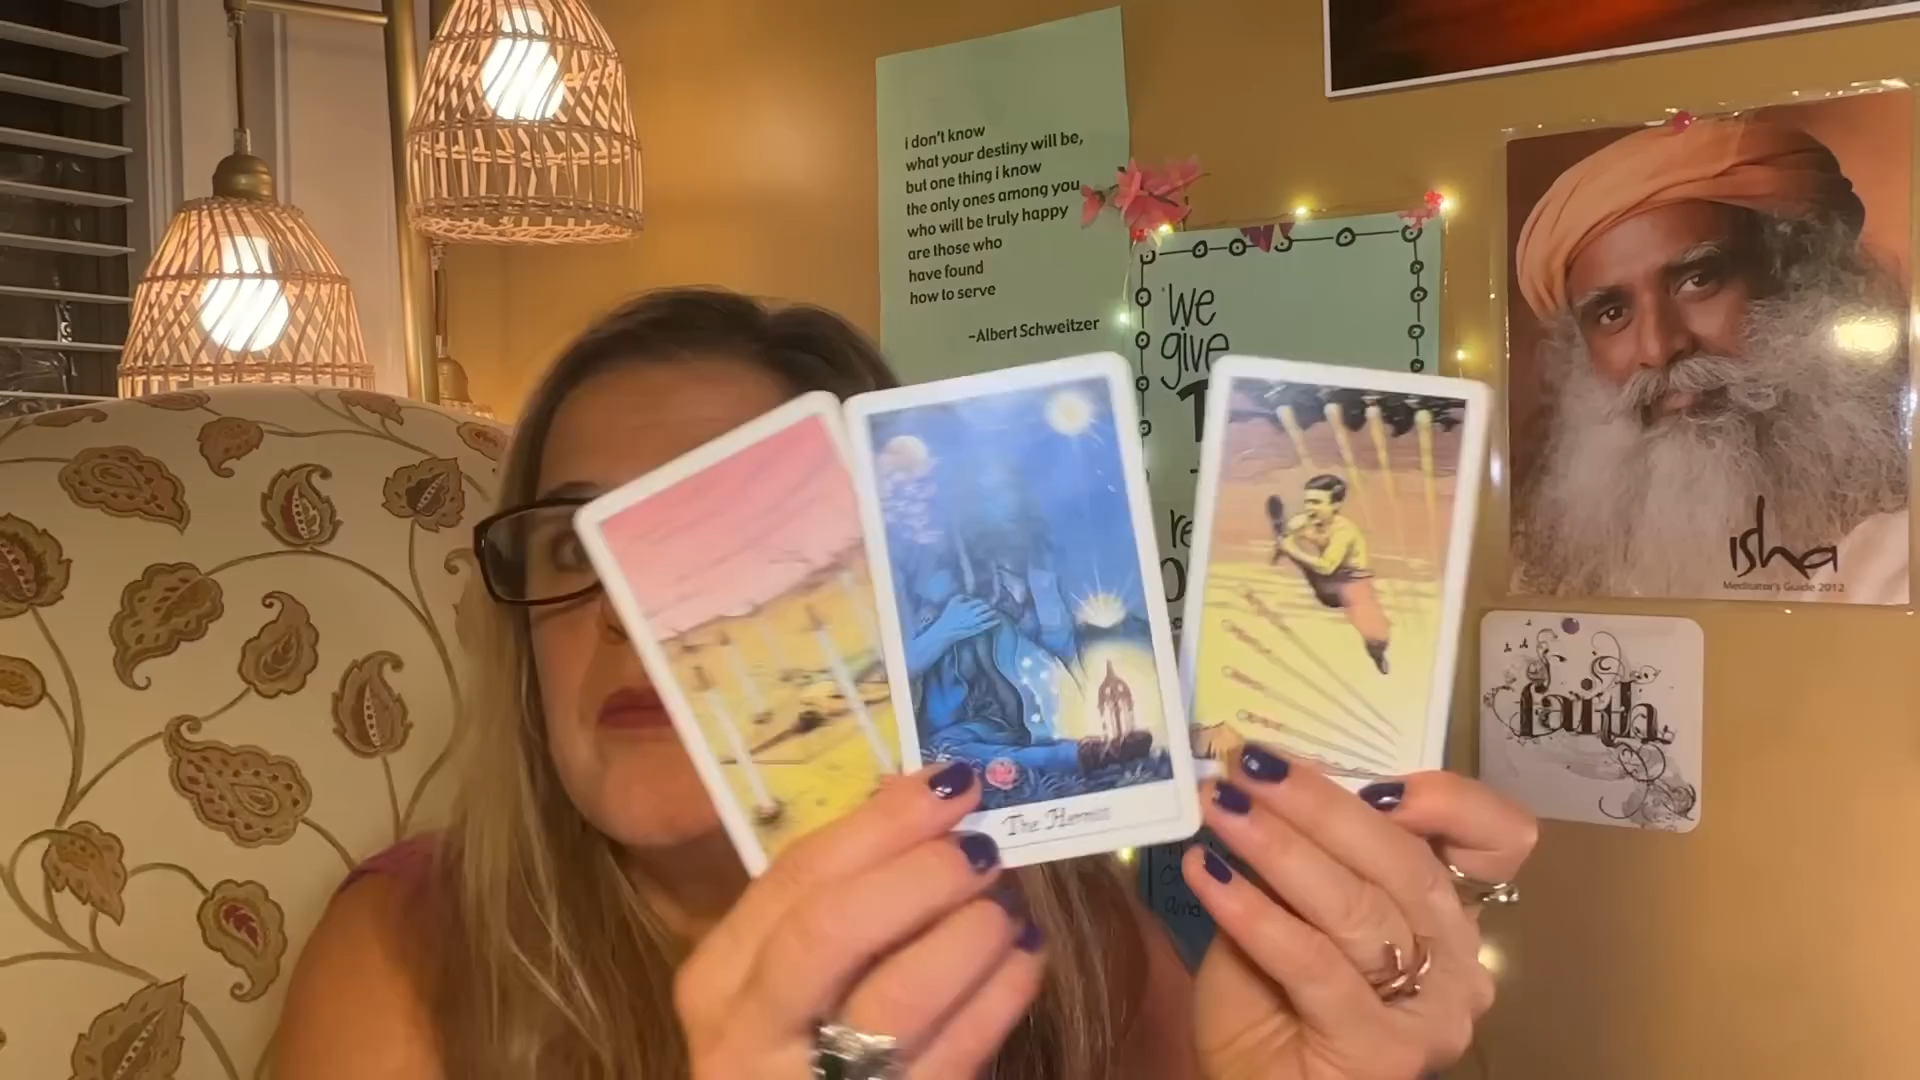 i don't know
what your destiny will be,
but one thing i know
the only ones among you
who will be truly happy
are those who
have found
how to serve
–Albert Schweitzer
We
give
re
and
isha
Meditator's Guide 2012
faith
The Hermit